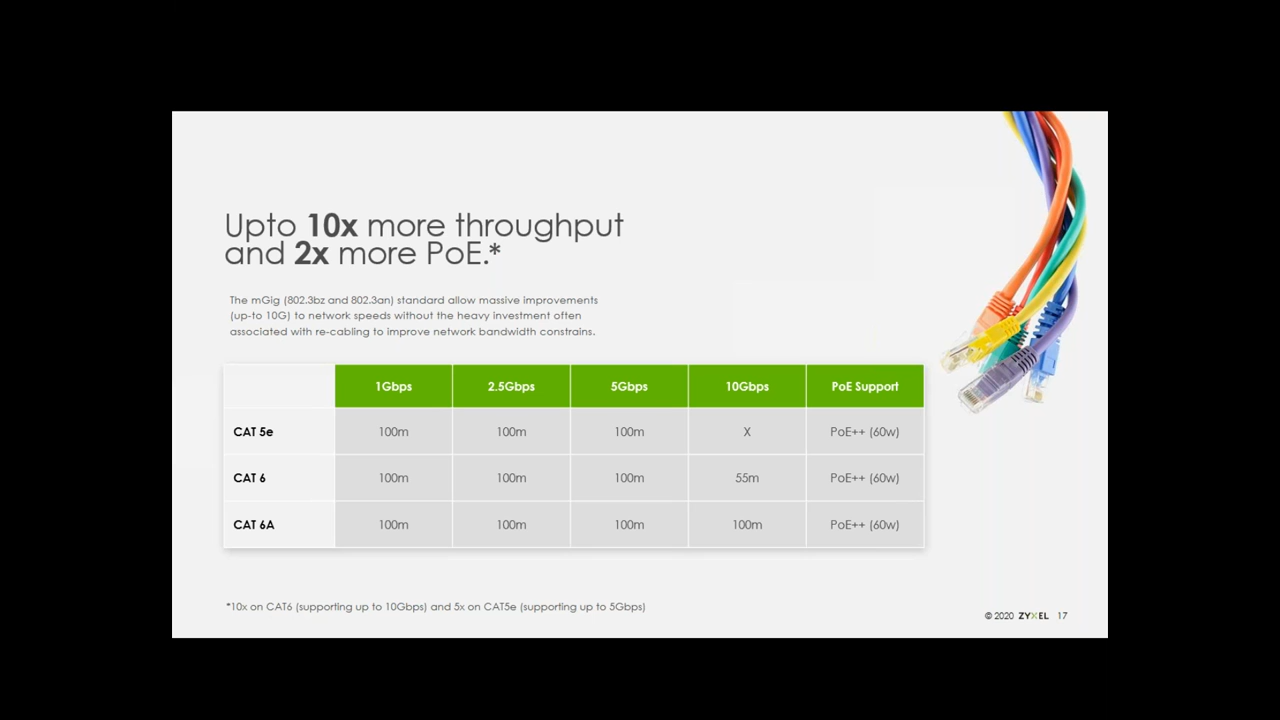 Upto 10x more throughput
and 2x more PoE.*
The mGig (802.3bz and 802.3an) standard allow massive improvements
(up-to 10G) to network speeds without the heavy investment often
associated with re-cabling to improve network bandwidth constrains.
1Gbps 2.5Gbps 5Gbps 10Gbps PoE Support
CAT 5e 100m 100m 100m X PoE++ (60w)
CAT 6 100m 100m 100m 55m PoE++ (60w)
CAT 6A 100m 100m 100m 100m PoE++ (60w)
*10x on CAT6 (supporting up to 10Gbps) and 5x on CAT5e (supporting up to 5Gbps)
© 2020 ZYXEL 17